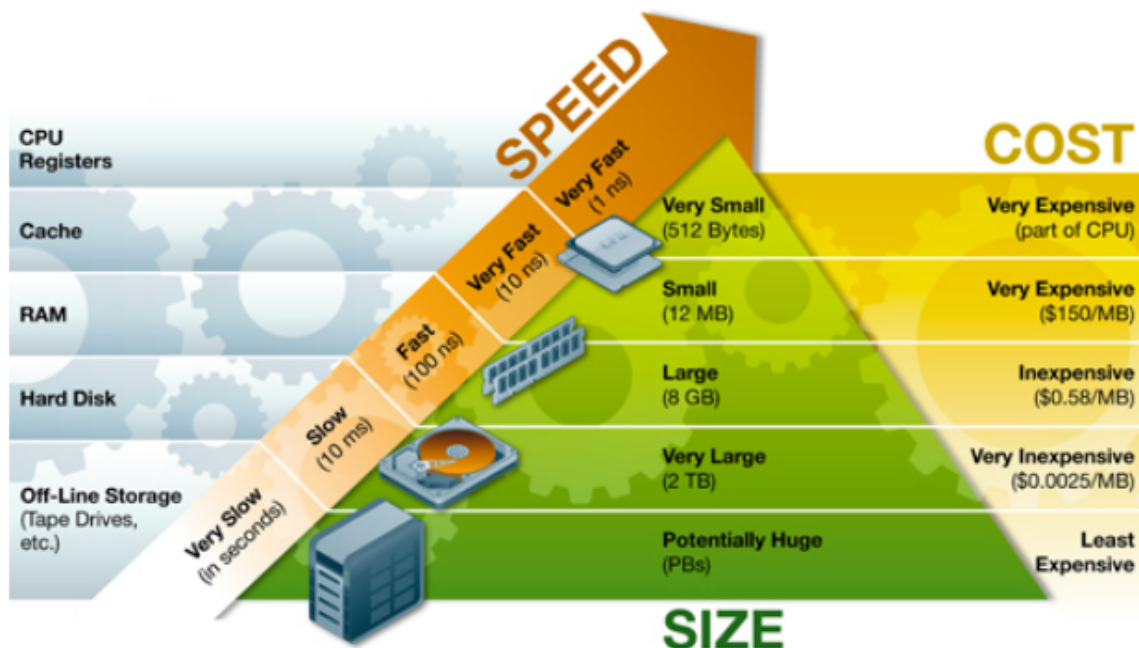 SPEED
COST
CPU
Registers
Very Fast
(1 ns)
Very Small
(512 Bytes)
Very Expensive
(part of CPU)
Cache
Very Fast
(10 ns)
Small
(12 MB)
Very Expensive
($150/MB)
RAM
Fast
(100 ns)
Large
(8 GB)
Inexpensive
($0.58/MB)
Hard Disk
Slow
(10 ms)
Very Large
(2 TB)
Very Inexpensive
($0.0025/MB)
Off-Line Storage
(Tape Drives,
etc.)
Very Slow
(in seconds)
Potentially Huge
(PBs)
Least
Expensive
SIZE